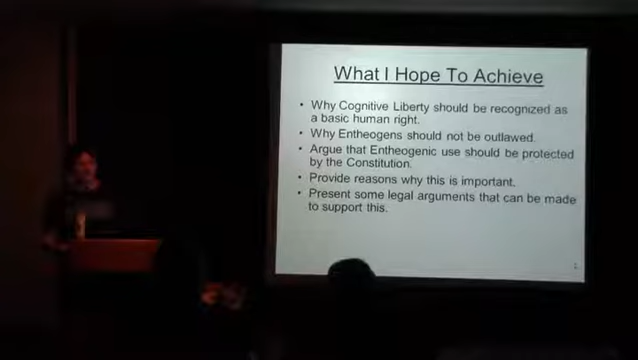 What I Hope To Achieve
• Why Cognitive Liberty should be recognized as
a basic human right.
• Why Entheogens should not be outlawed.
• Argue that Entheogenic use should be protected
by the Constitution.
• Provide reasons why this is important.
• Present some legal arguments that can be made
to support this.